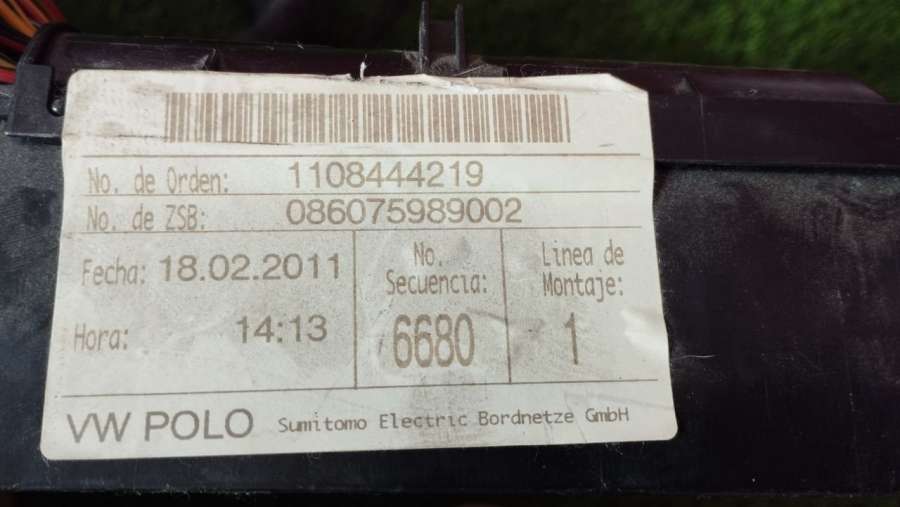 No. de Orden: 1108444219
No. de ZSB: 086075989002
Fecha: 18.02.2011
Hora: 14:13
No.
Secuencia:
6680
Linea de
Montaje:
1
VW POLO Sumitomo Electric Bordnetze GmbH